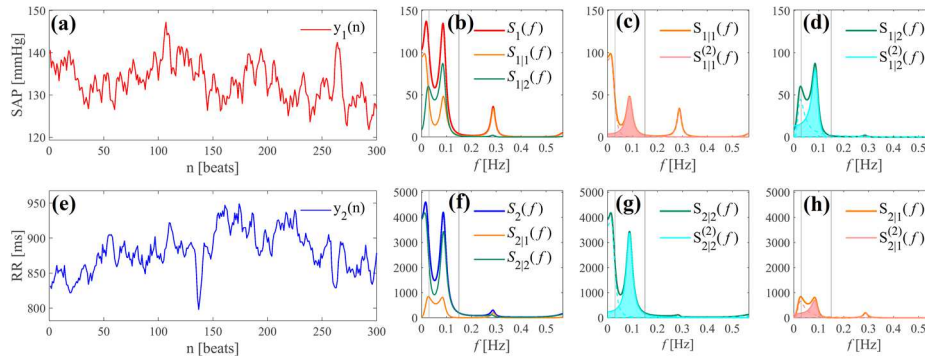 (a)
y₁(n)
SAP [mmHg]
140
130
120
0 50 100 150 200 250 300
n [beats]
(b)
S₁(f)
S₁|₁(f)
S₁|₂(f)
150
100
50
0
0 0.1 0.2 0.3 0.4 0.5
f [Hz]
(c)
S₁|₁(f)
S₁|₁⁽²⁾(f)
100
50
0
0 0.1 0.2 0.3 0.4 0.5
f [Hz]
(d)
S₁|₂(f)
S₁|₂⁽²⁾(f)
150
100
50
0
0 0.1 0.2 0.3 0.4 0.5
f [Hz]
(e)
y₂(n)
RR [ms]
950
900
850
800
0 50 100 150 200 250 300
n [beats]
(f)
S₂(f)
S₂|₁(f)
S₂|₂(f)
5000
4000
3000
2000
1000
0
0 0.1 0.2 0.3 0.4 0.5
f [Hz]
(g)
S₂|₂(f)
S₂|₂⁽²⁾(f)
5000
4000
3000
2000
1000
0
0 0.1 0.2 0.3 0.4 0.5
f [Hz]
(h)
S₂|₁(f)
S₂|₁⁽²⁾(f)
5000
4000
3000
2000
1000
0
0 0.1 0.2 0.3 0.4 0.5
f [Hz]